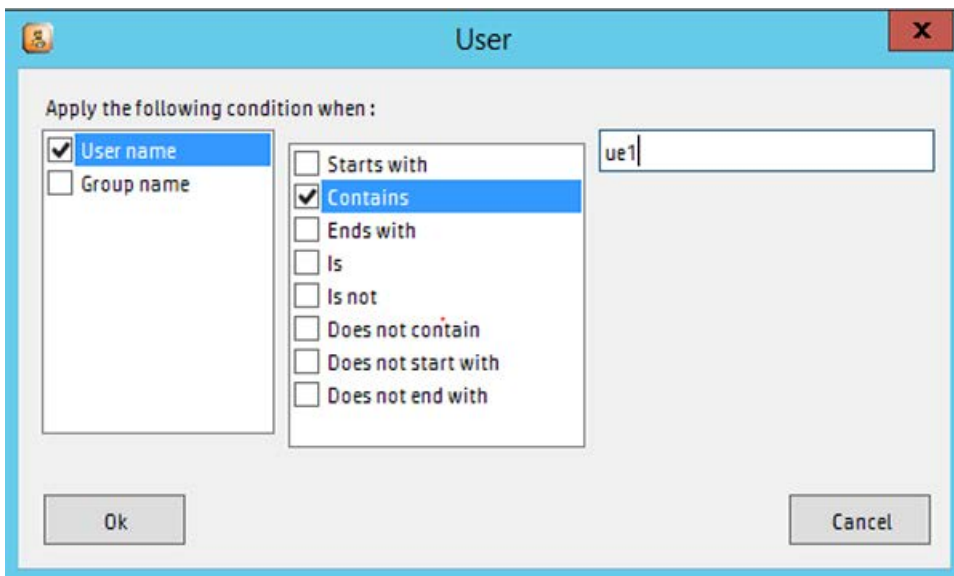 User
x
Apply the following condition when :
User name
Group name
Starts with
Contains
Ends with
Is
Is not
Does not contain
Does not start with
Does not end with
ue1
Ok
Cancel